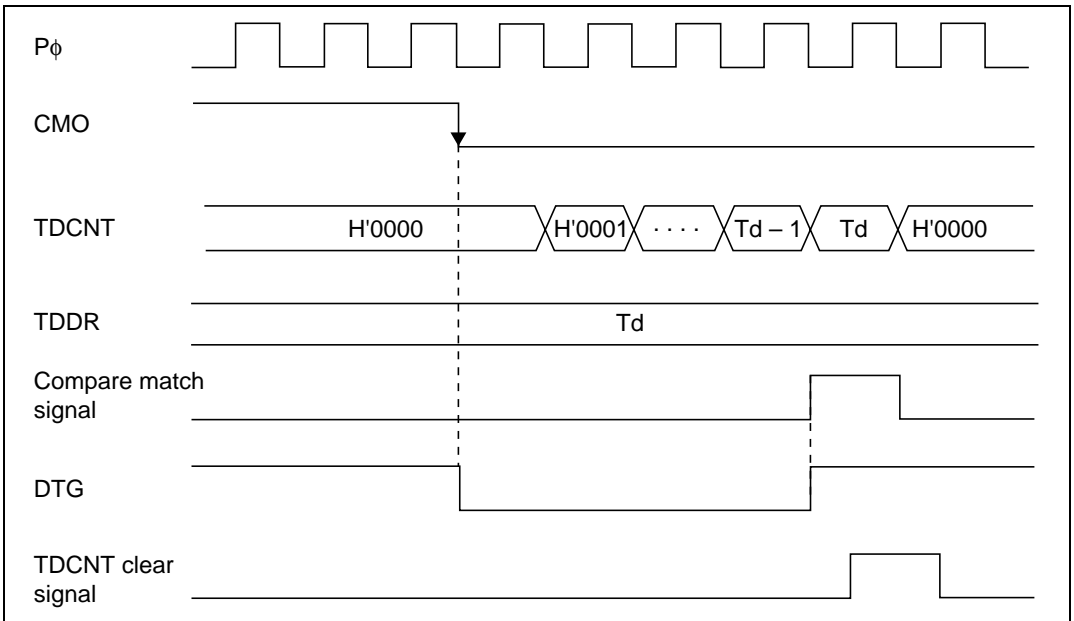 Pϕ
CMO
TDCNT
H'0000 H'0001 · · · · Td – 1 Td H'0000
TDDR
Td
Compare match
signal
DTG
TDCNT clear
signal